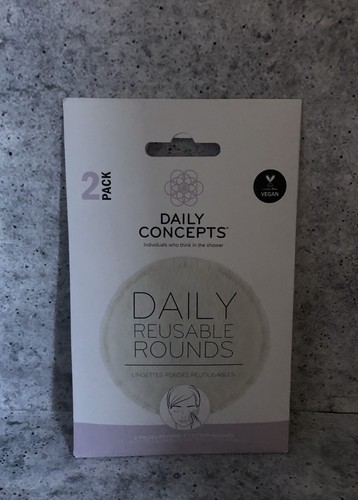 2 PACK
VEGAN
DAILY
CONCEPTS®
Individuals who think in the shower
DAILY
REUSABLE
ROUNDS